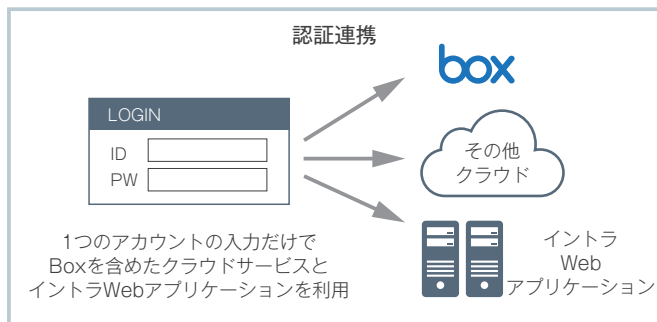 認証連携
box
LOGIN
ID
PW
その他
クラウド
1つのアカウントの入力だけで
Boxを含めたクラウドサービスと
イントラWebアプリケーションを利用
イントラ
Web
アプリケーション